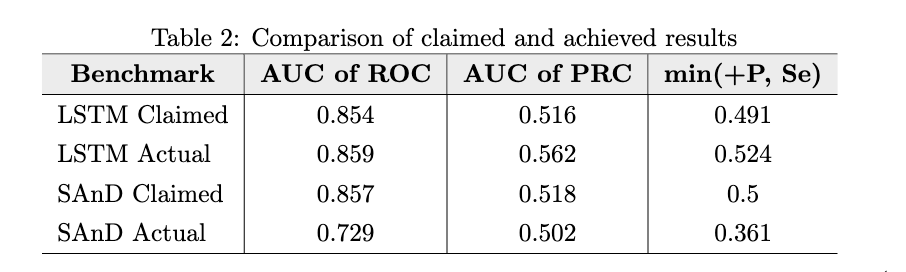 Table 2: Comparison of claimed and achieved results
Benchmark AUC of ROC AUC of PRC min(+P, Se)
LSTM Claimed 0.854 0.516 0.491
LSTM Actual 0.859 0.562 0.524
SAnD Claimed 0.857 0.518 0.5
SAnD Actual 0.729 0.502 0.361